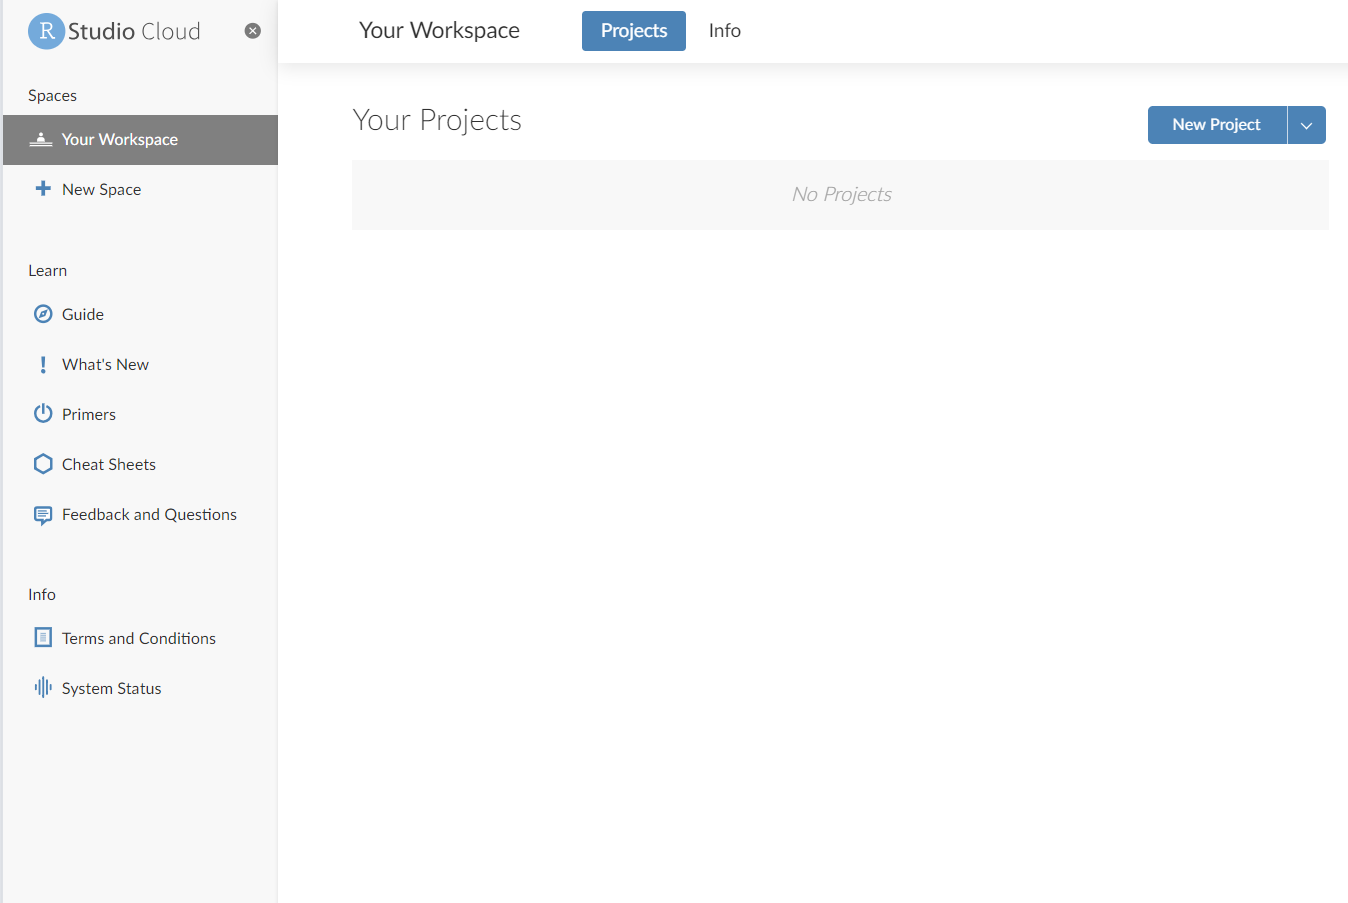 RStudio Cloud
Spaces
Your Workspace
New Space
Learn
Guide
What's New
Primers
Cheat Sheets
Feedback and Questions
Info
Terms and Conditions
System Status
Your Workspace Projects Info
Your Projects
New Project
No Projects